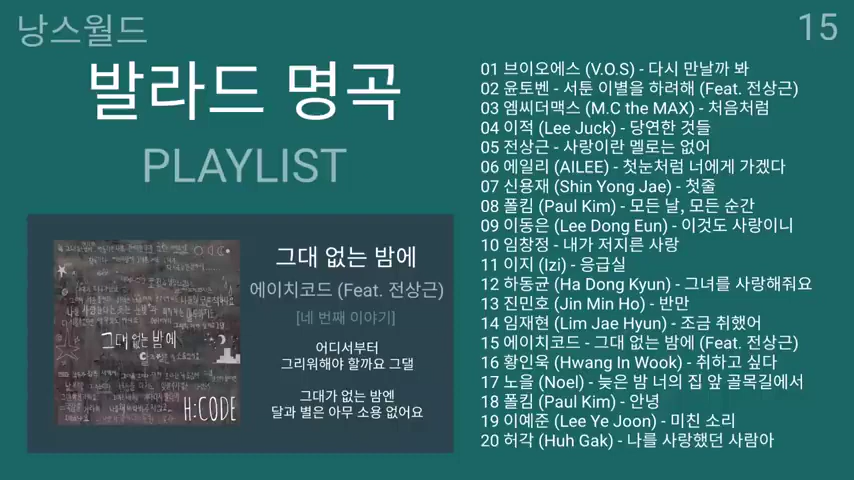 낭스월드
15
발라드 명곡
PLAYLIST
그대 없는 밤에
H:CODE
그대 없는 밤에
에이치코드 (Feat. 전상근)
[네 번째 이야기]
어디서부터
그리워해야 할까요 그댈
그대가 없는 밤엔
달과 별은 아무 소용 없어요
01 브이오에스 (V.O.S) - 다시 만날까 봐
02 윤토벤 - 서툰 이별을 하려해 (Feat. 전상근)
03 엠씨더맥스 (M.C the MAX) - 처음처럼
04 이적 (Lee Juck) - 당연한 것들
05 전상근 - 사랑이란 멜로는 없어
06 에일리 (AILEE) - 첫눈처럼 너에게 가겠다
07 신용재 (Shin Yong Jae) - 첫줄
08 폴킴 (Paul Kim) - 모든 날, 모든 순간
09 이동은 (Lee Dong Eun) - 이것도 사랑이니
10 임창정 - 내가 저지른 사랑
11 이지 (Izi) - 응급실
12 하동균 (Ha Dong Kyun) - 그녀를 사랑해줘요
13 진민호 (Jin Min Ho) - 반만
14 임재현 (Lim Jae Hyun) - 조금 취했어
15 에이치코드 - 그대 없는 밤에 (Feat. 전상근)
16 황인욱 (Hwang In Wook) - 취하고 싶다
17 노을 (Noel) - 늦은 밤 너의 집 앞 골목길에서
18 폴킴 (Paul Kim) - 안녕
19 이예준 (Lee Ye Joon) - 미친 소리
20 허각 (Huh Gak) - 나를 사랑했던 사람아